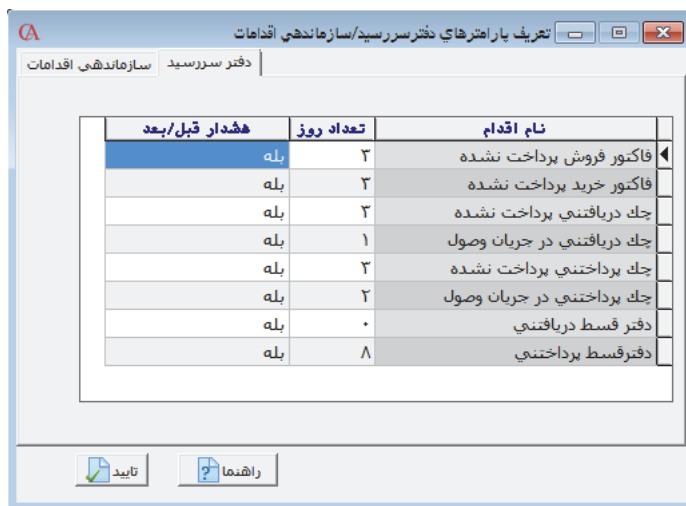 تعريف پارامترهاي دفترسررسيد/سازماندهي اقدامات
دفتر سررسيد سازماندهي اقدامات
نام اقدام تعداد روز هشدار قبل/بعد
فاكتور فروش پرداخت نشده ۳ بله
فاكتور خريد پرداخت نشده ۳ بله
چك دريافتني پرداخت نشده ۳ بله
چك دريافتني در جريان وصول ۱ بله
چك پرداختني پرداخت نشده ۳ بله
چك پرداختني در جريان وصول ۲ بله
دفتر قسط دريافتني ۰ بله
دفترقسط پرداختني ۸ بله
راهنما تاييد